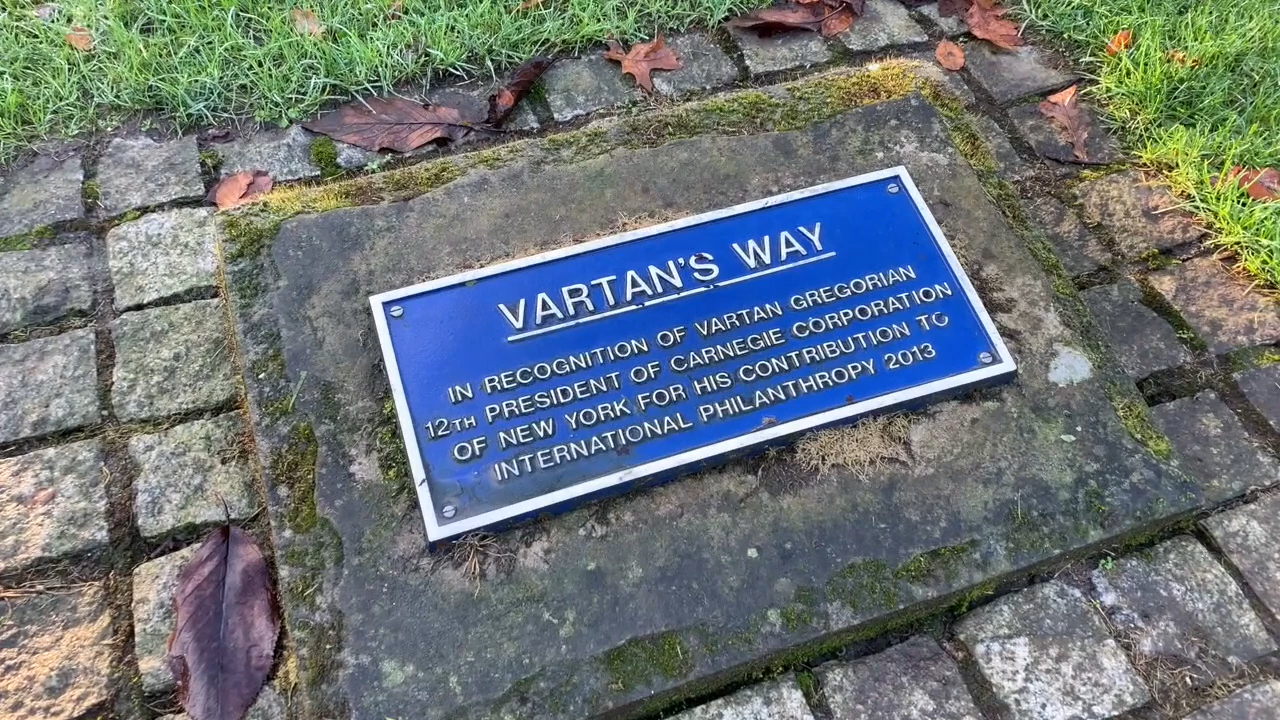 VARTAN'S WAY
IN RECOGNITION OF VARTAN GREGORIAN
12TH PRESIDENT OF CARNEGIE CORPORATION
OF NEW YORK FOR HIS CONTRIBUTION TO
INTERNATIONAL PHILANTHROPY 2013